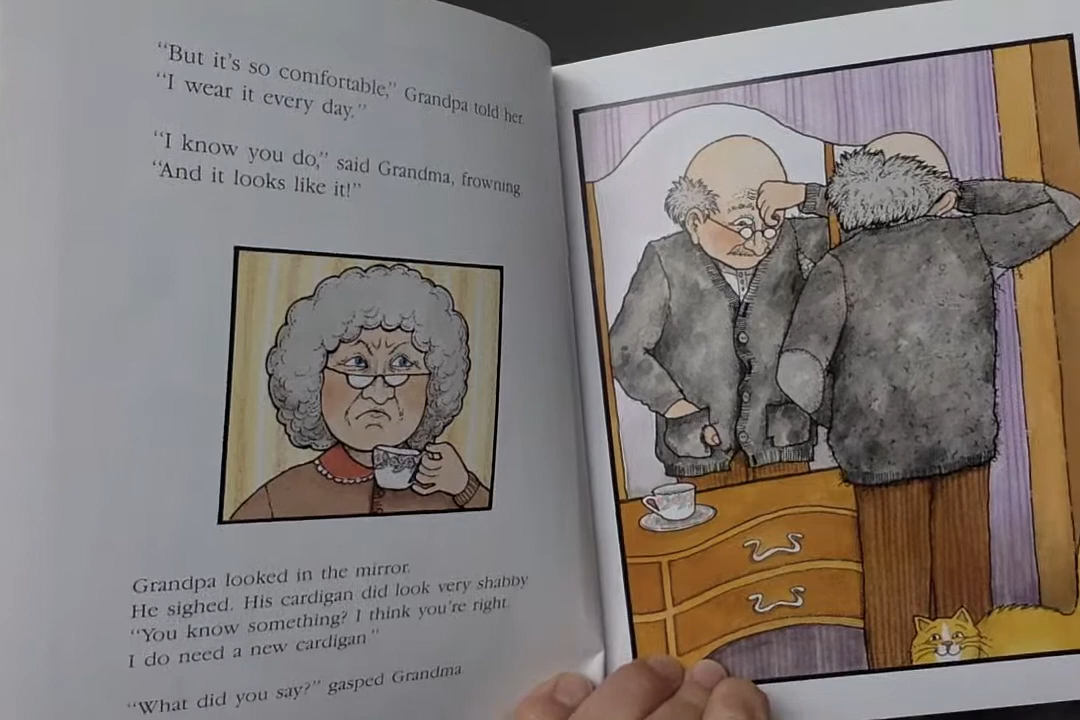 “But it’s so comfortable,” Grandpa told her.
“I wear it every day.”
“I know you do,” said Grandma, frowning.
“And it looks like it!”
Grandpa looked in the mirror.
He sighed. His cardigan did look very shabby
“You know something? I think you’re right.
I do need a new cardigan”
“What did you say?” gasped Grandma